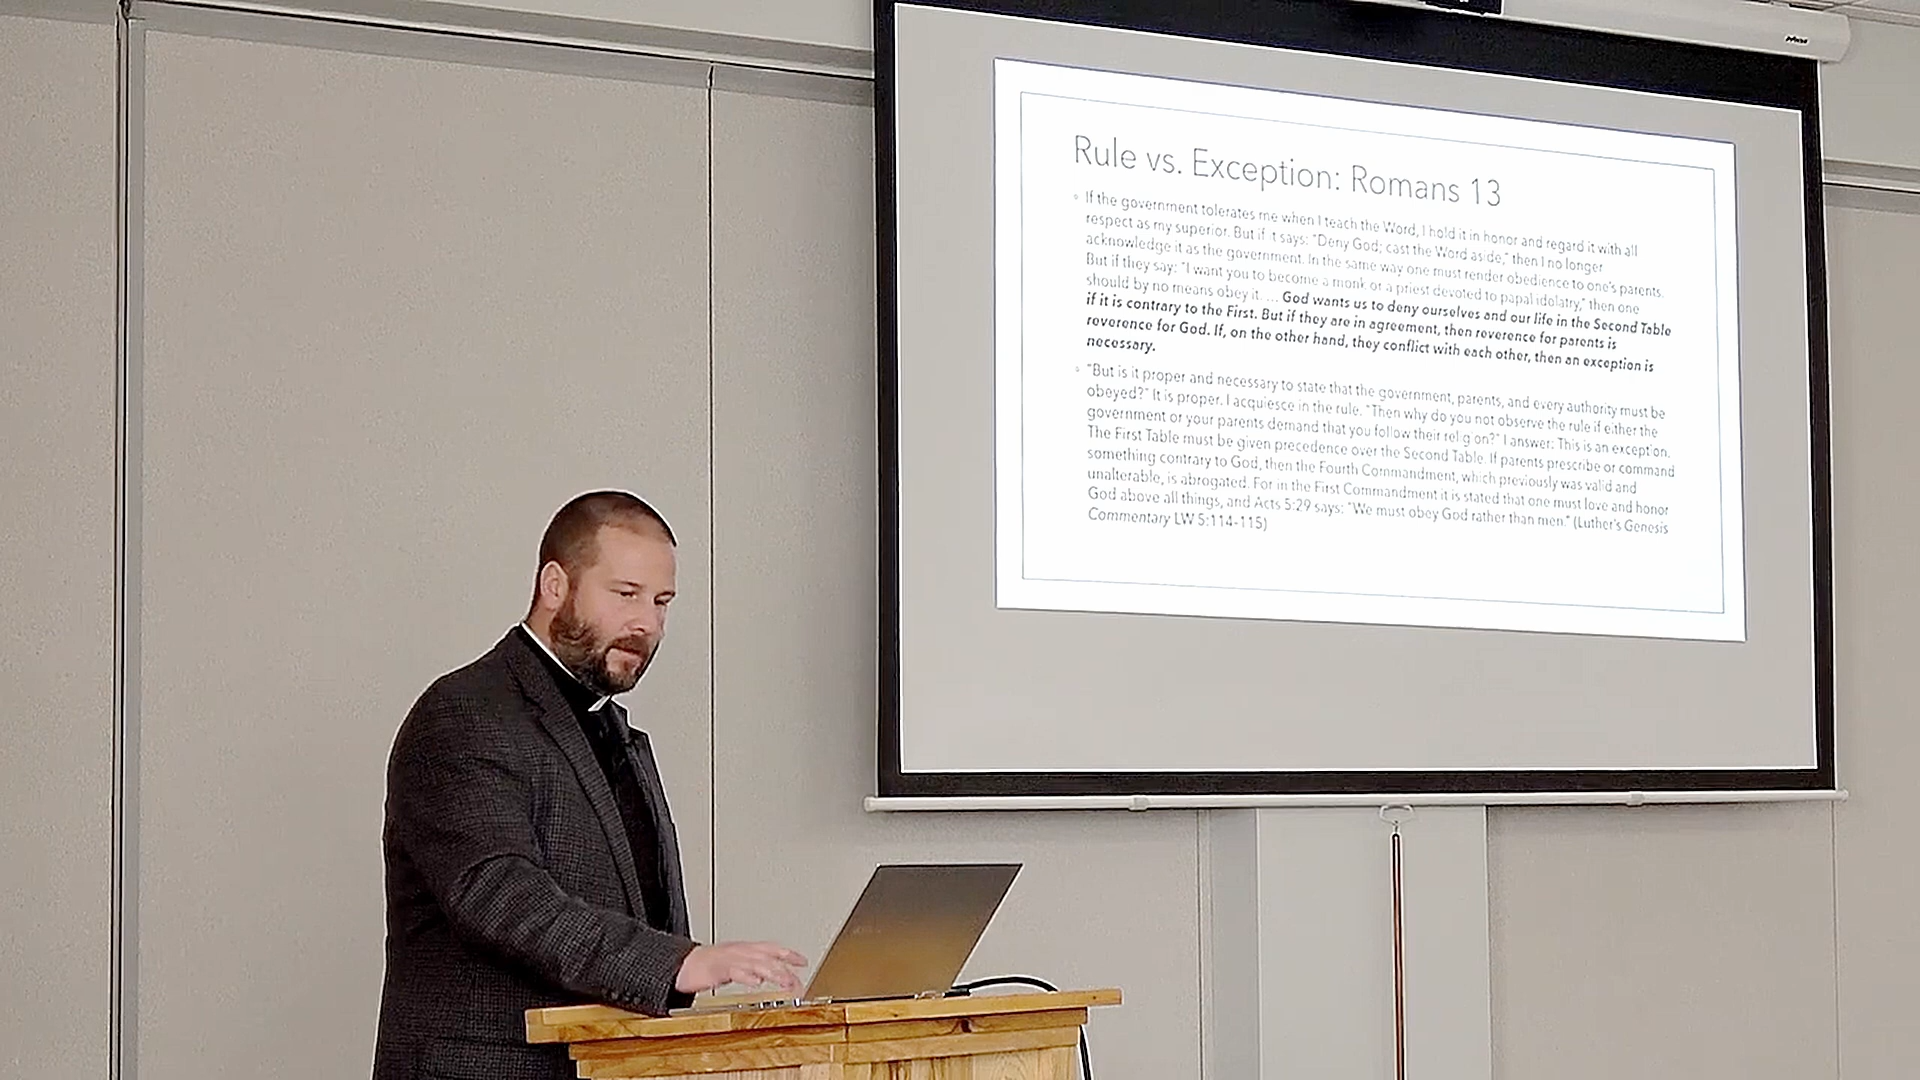 Rule vs. Exception: Romans 13
If the government tolerates me when I teach the Word, I hold it in honor and regard it with all
respect as my superior. But if it says: "Deny God; cast the Word aside," then I no longer
acknowledge it as the government. In the same way one must render obedience to one's parents.
But if they say: "I want you to become a monk or a priest devoted to papal idolatry," then one
should by no means obey it. ... God wants us to deny ourselves and our life in the Second Table
if it is contrary to the First. But if they are in agreement, then reverence for parents is
reverence for God. If, on the other hand, they conflict with each other, then an exception is
necessary.
"But is it proper and necessary to state that the government, parents, and every authority must be
obeyed?" It is proper. I acquiesce in the rule. "Then why do you not observe the rule if either the
government or your parents demand that you follow their religion?" I answer: This is an exception.
The First Table must be given precedence over the Second Table. If parents prescribe or command
something contrary to God, then the Fourth Commandment, which previously was valid and
unalterable, is abrogated. For in the First Commandment it is stated that one must love and honor
God above all things, and Acts 5:29 says: "We must obey God rather than men." (Luther's Genesis
Commentary LW 5:114-115)